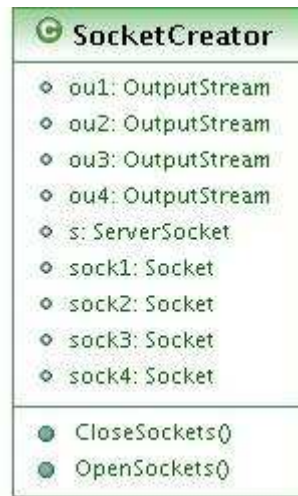 C SocketCreator
ou1: OutputStream
ou2: OutputStream
ou3: OutputStream
ou4: OutputStream
s: ServerSocket
sock1: Socket
sock2: Socket
sock3: Socket
sock4: Socket
CloseSockets()
OpenSockets()